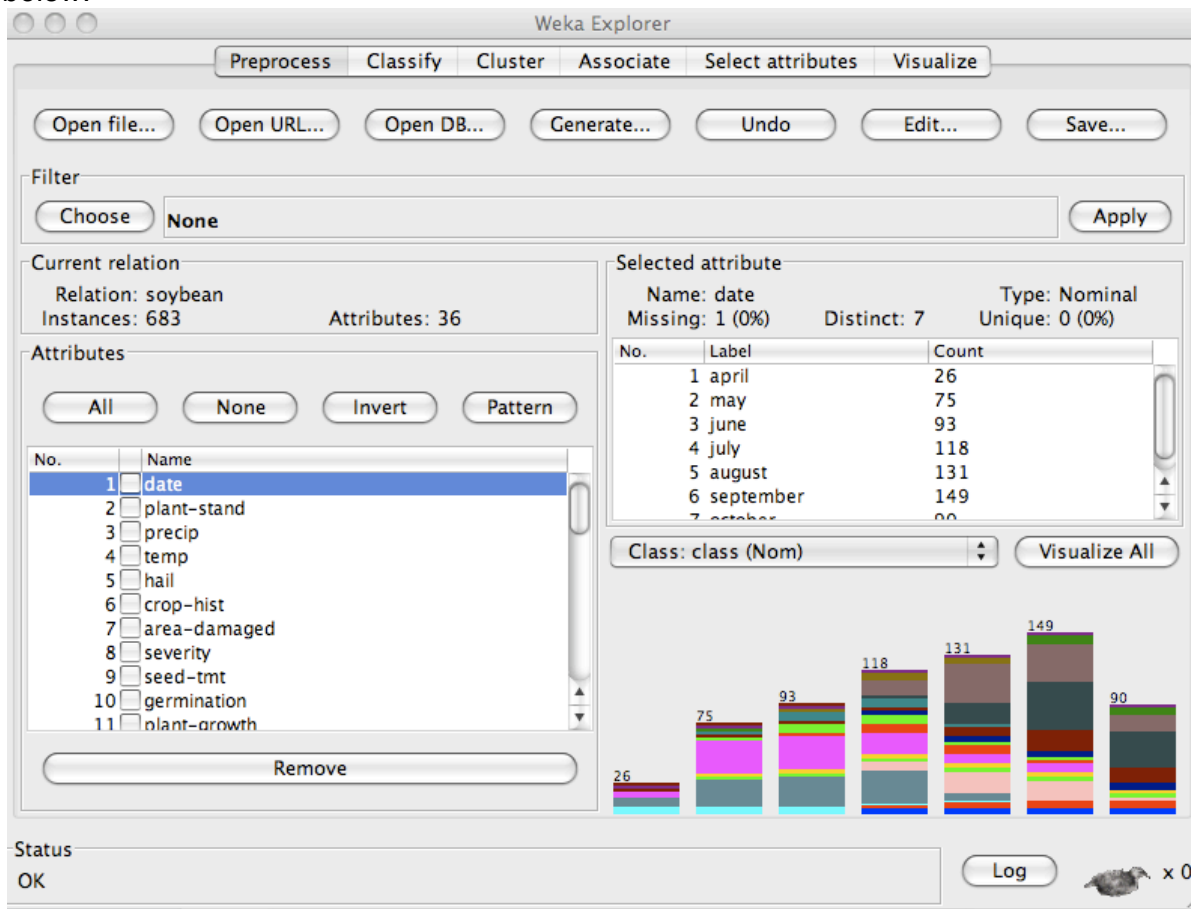 Weka Explorer
Preprocess Classify Cluster Associate Select attributes Visualize
Open file... Open URL... Open DB... Generate... Undo Edit... Save...
Filter
Choose None Apply
Current relation
Relation: soybean
Instances: 683 Attributes: 36
Attributes
All None Invert Pattern
No. Name
1 date
2 plant-stand
3 precip
4 temp
5 hail
6 crop-hist
7 area-damaged
8 severity
9 seed-tmt
10 germination
11 plant-growth
Remove
Selected attribute
Name: date Type: Nominal
Missing: 1 (0%) Distinct: 7 Unique: 0 (0%)
No. Label Count
1 april 26
2 may 75
3 june 93
4 july 118
5 august 131
6 september 149
7 october 90
Class: class (Nom) Visualize All
26 75 93 118 131 149 90
Status
OK
Log x 0